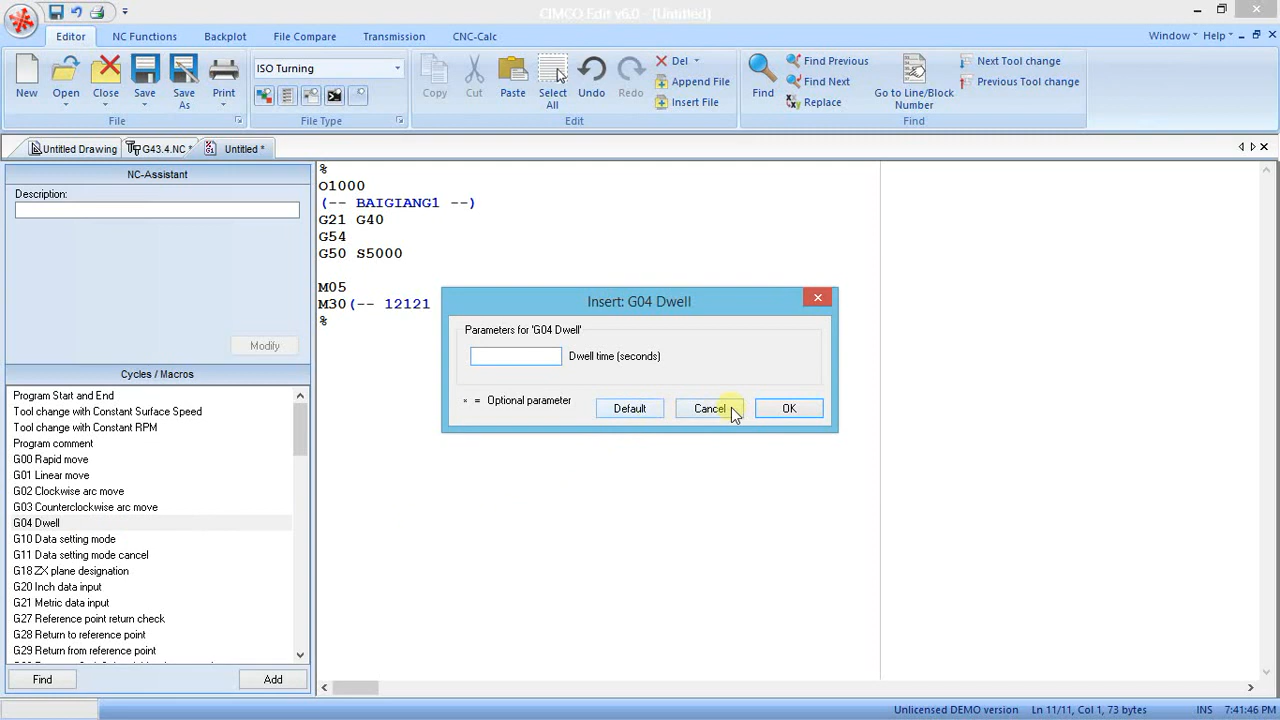 CIMCO Edit v6.0 - [Untitled]
Editor
NC Functions
Backplot
File Compare
Transmission
CNC-Calc
Window
Help
New
Open
Close
Save
Save As
Print
File
ISO Turning
File Type
Copy
Cut
Paste
Select All
Undo
Redo
Del
Append File
Insert File
Edit
Find
Find Previous
Find Next
Replace
Go to Line/Block Number
Next Tool change
Previous Tool change
Find
Untitled Drawing
G43.4.NC *
Untitled *
NC-Assistant
Description:
Modify
Cycles / Macros
Program Start and End
Tool change with Constant Surface Speed
Tool change with Constant RPM
Program comment
G00 Rapid move
G01 Linear move
G02 Clockwise arc move
G03 Counterclockwise arc move
G04 Dwell
G10 Data setting mode
G11 Data setting mode cancel
G18 ZX plane designation
G20 Inch data input
G21 Metric data input
G27 Reference point return check
G28 Return to reference point
G29 Return from reference point
Find
Add
%
O1000
(-- BAIGIANG1 --)
G21 G40
G54
G50 S5000
M05
M30(-- 12121
%
Insert: G04 Dwell
Parameters for 'G04 Dwell'
Dwell time (seconds)
* = Optional parameter
Default
Cancel
OK
Unlicensed DEMO version
Ln 11/11, Col 1, 73 bytes
INS
7:41:46 PM